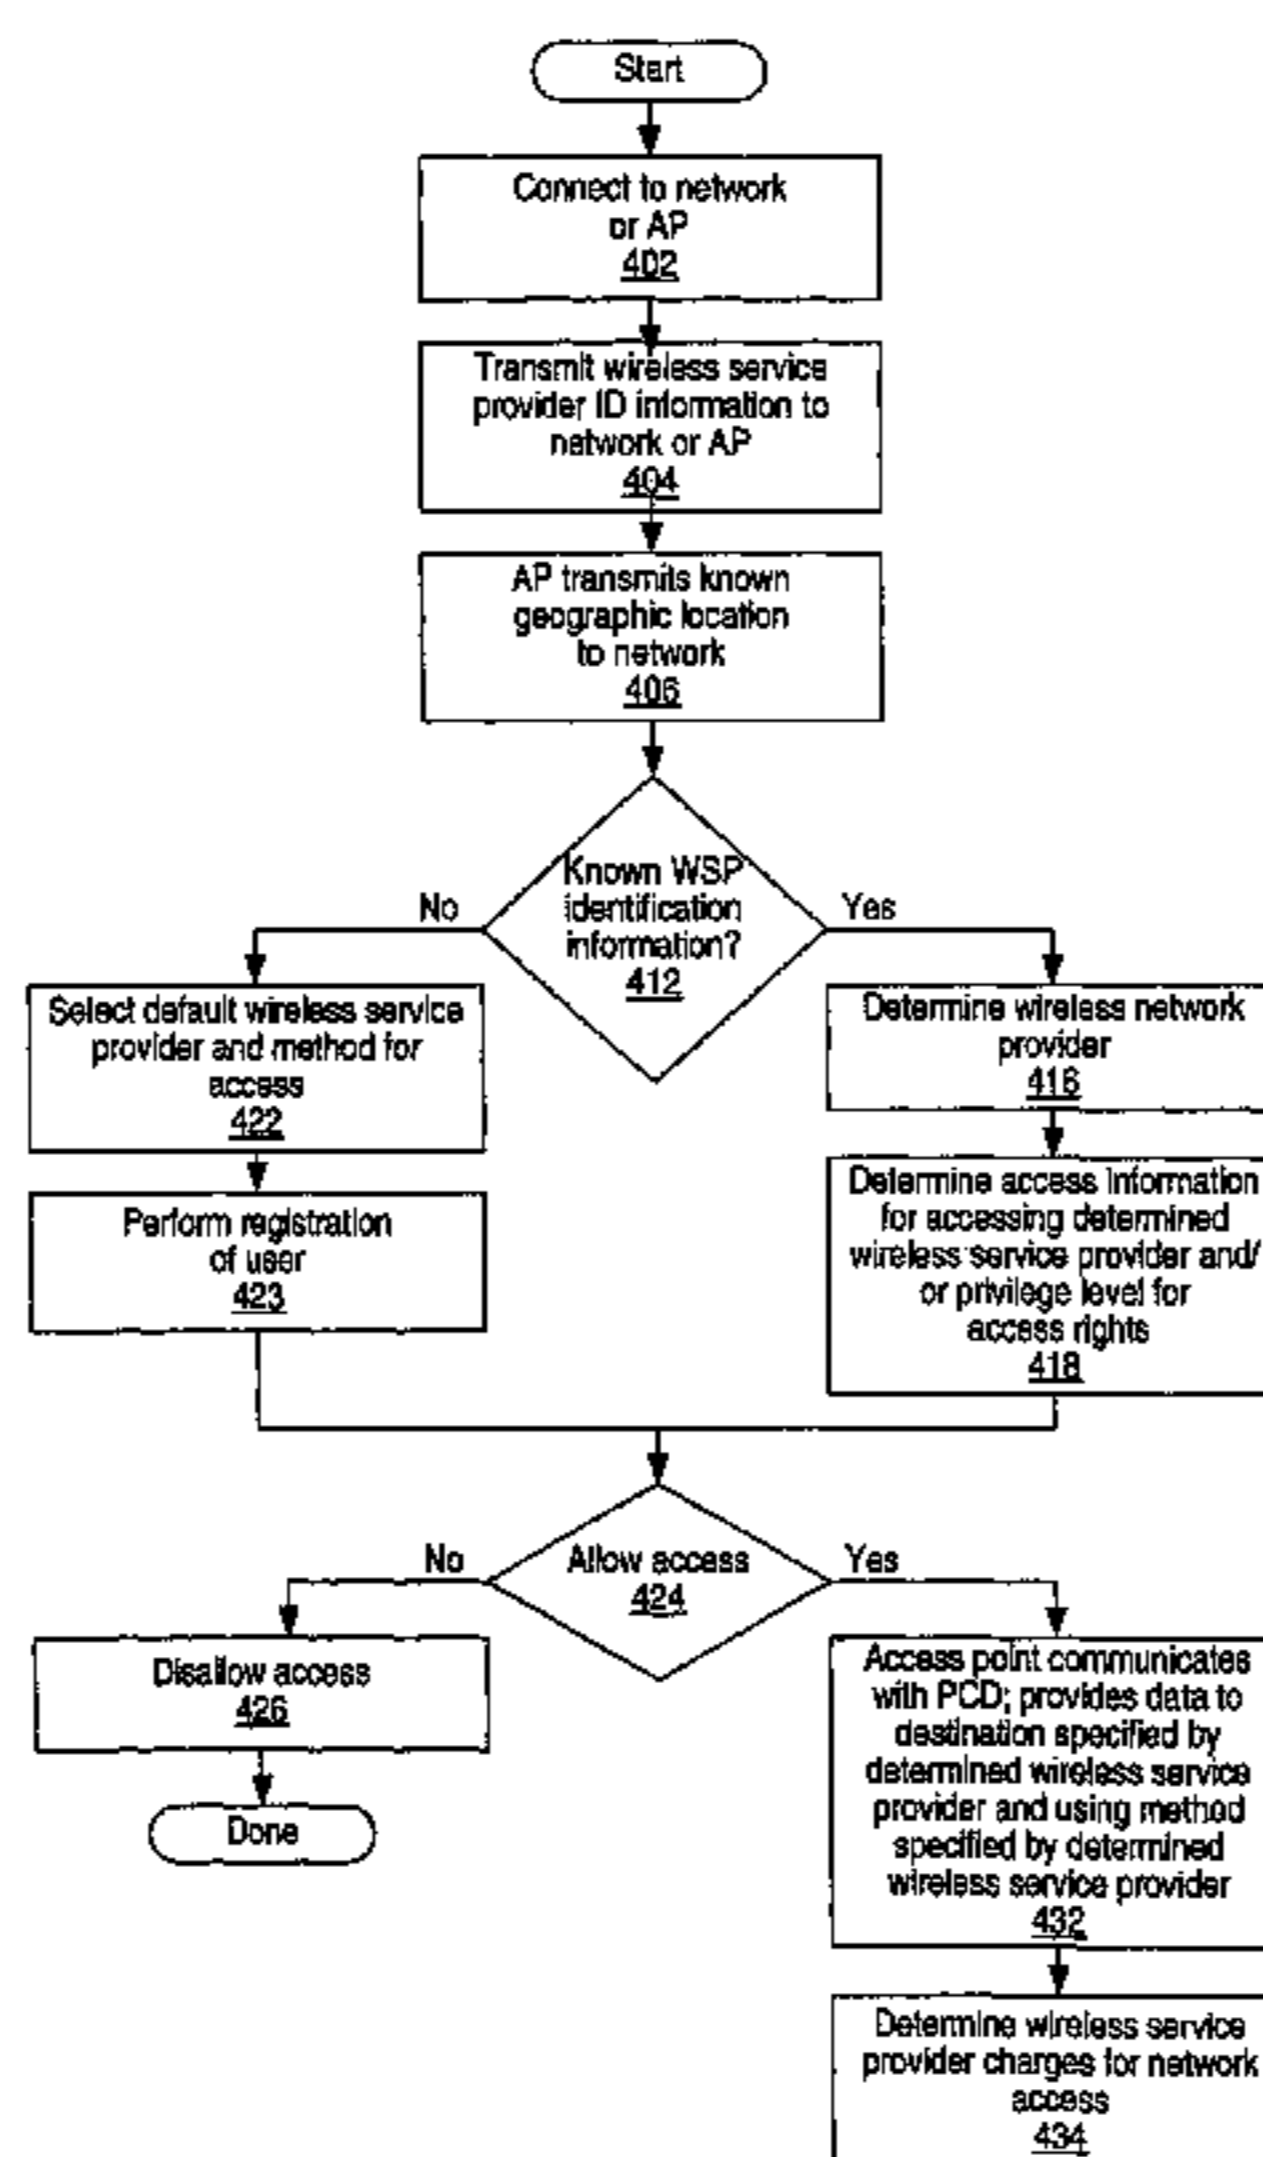 Start
Connect to network
or AP
402
Transmit wireless service
provider ID information to
network or AP
404
AP transmits known
geographic location
to network
406
Known WSP
identification
information?
412
No
Yes
Select default wireless service
provider and method for
access
422
Perform registration
of user
423
Determine wireless network
provider
416
Determine access information
for accessing determined
wireless service provider and/
or privilege level for
access rights
418
Allow access
424
No
Yes
Disallow access
426
Done
Access point communicates
with PCD; provides data to
destination specified by
determined wireless service
provider and using method
specified by determined
wireless service provider
432
Determine wireless service
provider charges for network
access
434